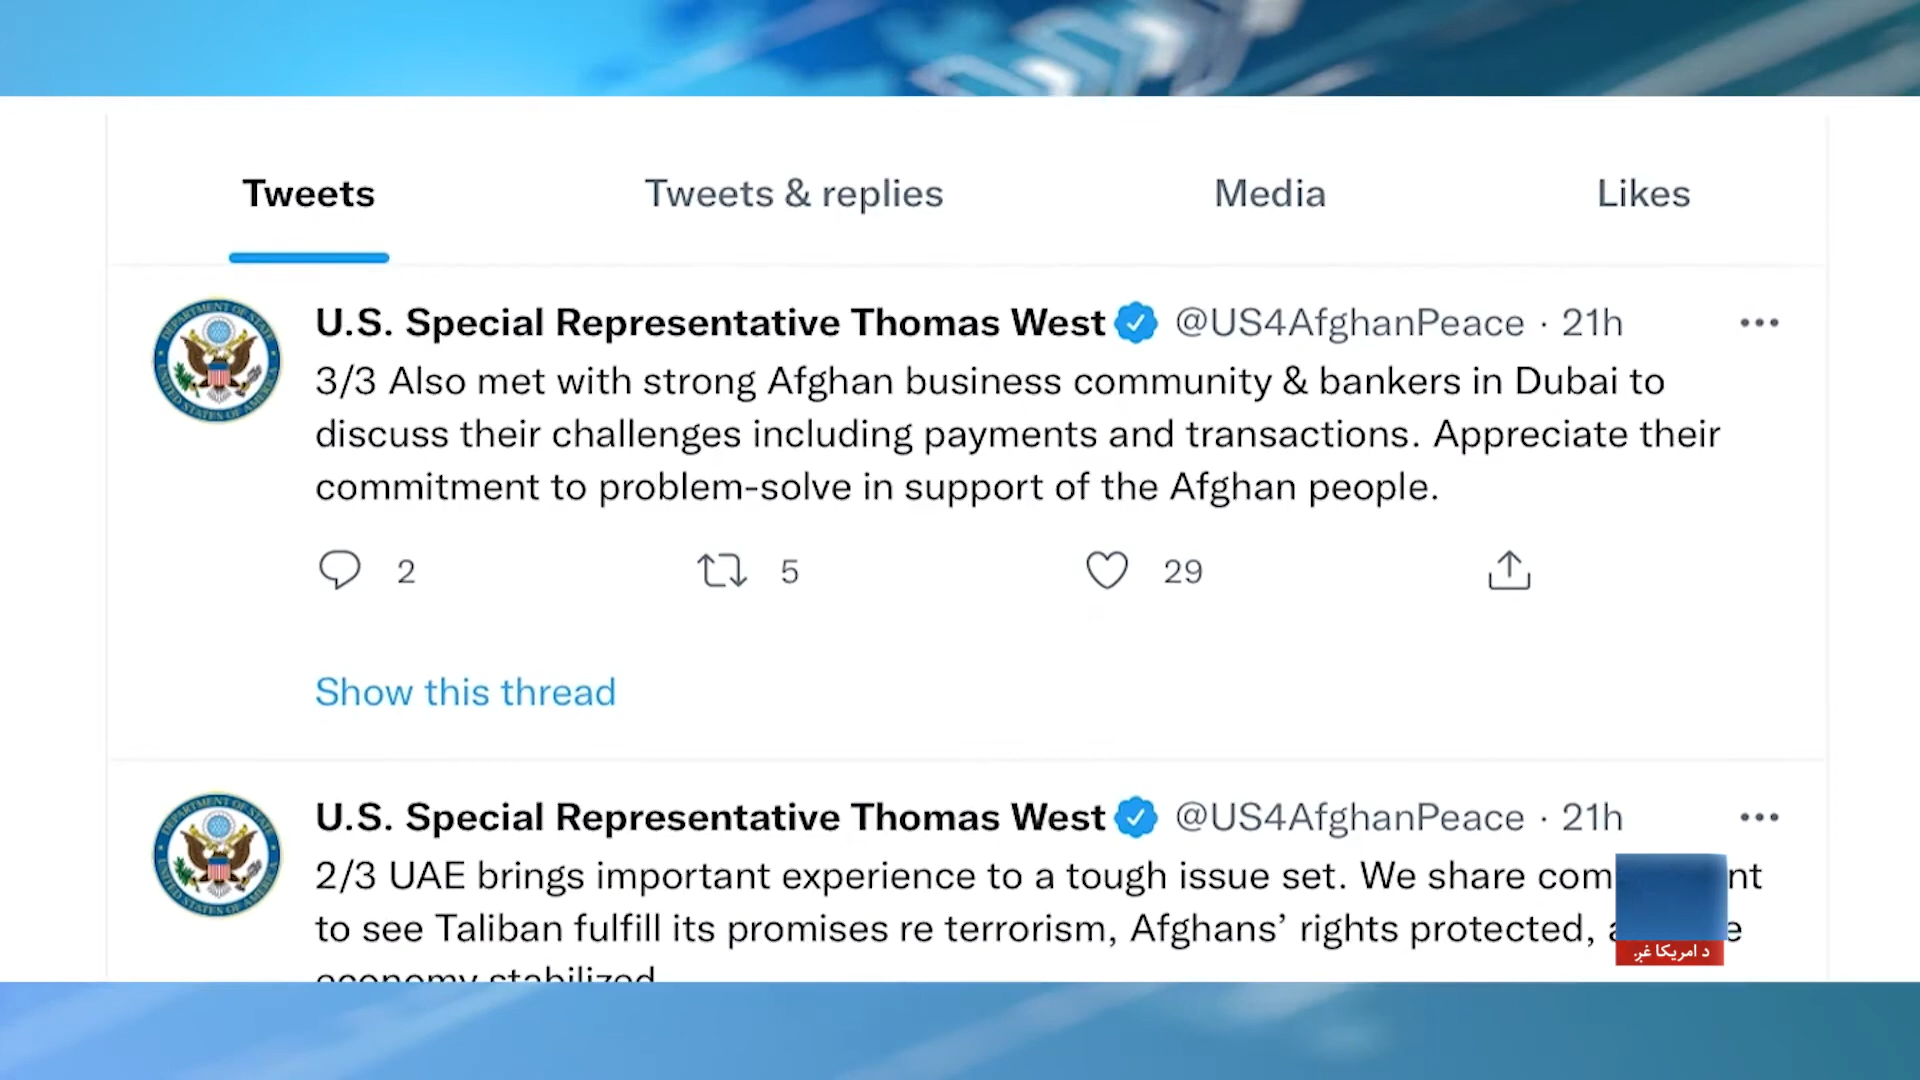 Tweets
Tweets & replies
Media
Likes
U.S. Special Representative Thomas West @US4AfghanPeace · 21h
3/3 Also met with strong Afghan business community & bankers in Dubai to
discuss their challenges including payments and transactions. Appreciate their
commitment to problem-solve in support of the Afghan people.
2
5
29
Show this thread
U.S. Special Representative Thomas West @US4AfghanPeace · 21h
2/3 UAE brings important experience to a tough issue set. We share
to see Taliban fulfill its promises re terrorism, Afghans’ rights protected,
economy stabilized
د امریکا غږ